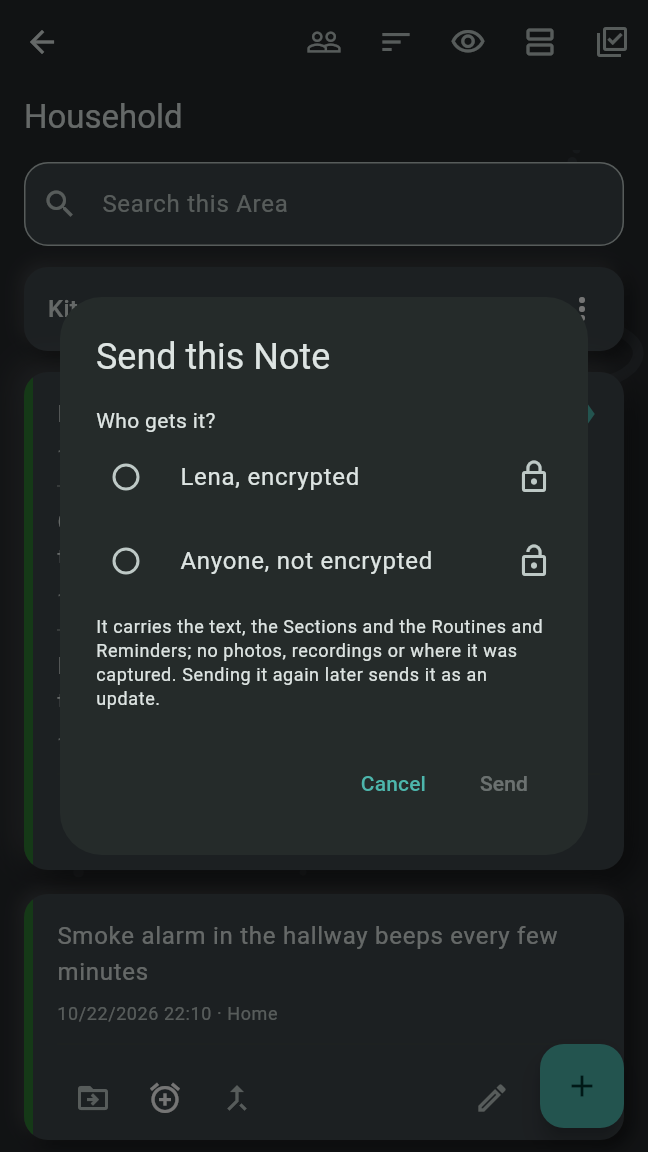 Household
Search this Area
Send this Note
Who gets it?
Lena, encrypted
Anyone, not encrypted
It carries the text, the Sections and the Routines and
Reminders; no photos, recordings or where it was
captured. Sending it again later sends it as an
update.
Cancel
Send
Smoke alarm in the hallway beeps every few
minutes
10/22/2026 22:10 · Home